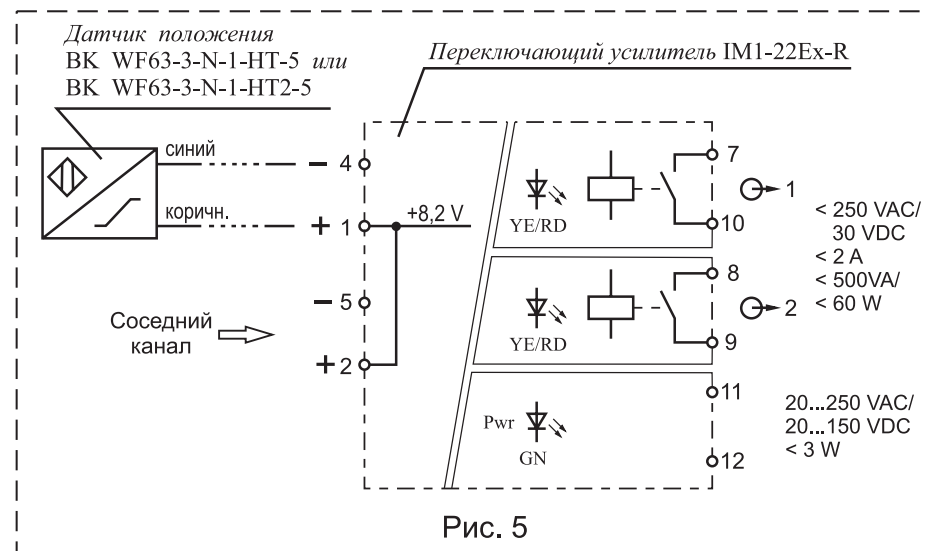 Датчик положения
BK WF63-3-N-1-HT-5 или
BK WF63-3-N-1-HT2-5
Переключающий усилитель IM1-22Ex-R
синий
− 4
коричн.
+ 1
+8,2 V
− 5
Соседний
канал
+ 2
YE/RD
7
10
1
YE/RD
8
9
2
< 250 VAC/
30 VDC
< 2 A
< 500VA/
< 60 W
Pwr
GN
11
12
20...250 VAC/
20...150 VDC
< 3 W
Рис. 5